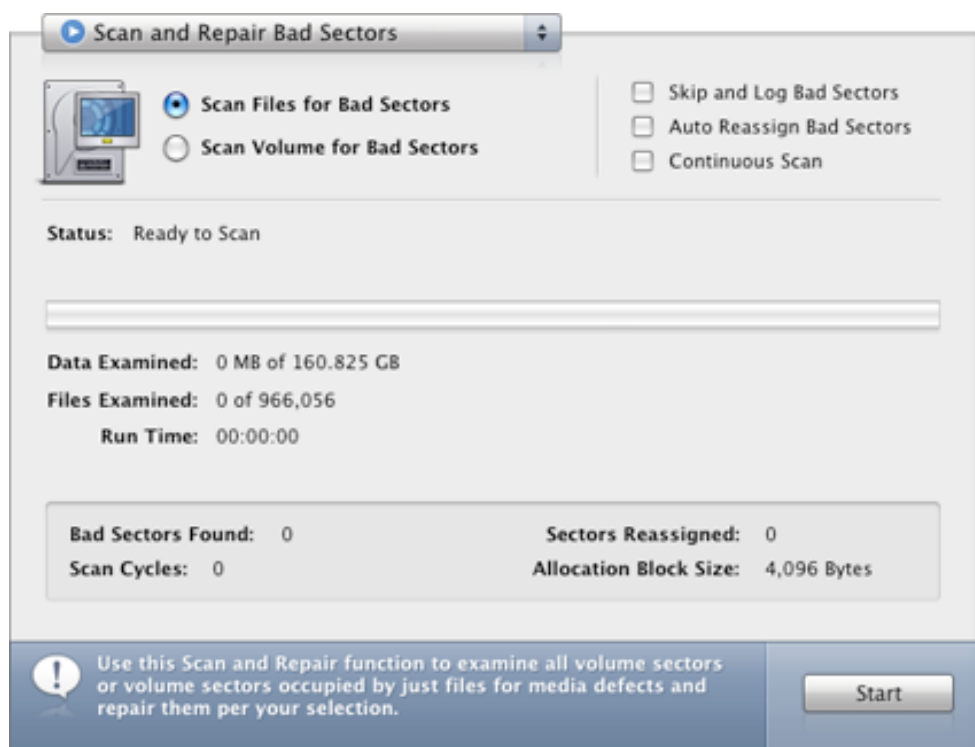 Scan and Repair Bad Sectors
Scan Files for Bad Sectors
Scan Volume for Bad Sectors
Skip and Log Bad Sectors
Auto Reassign Bad Sectors
Continuous Scan
Status: Ready to Scan
Data Examined: 0 MB of 160.825 GB
Files Examined: 0 of 966,056
Run Time: 00:00:00
Bad Sectors Found: 0
Sectors Reassigned: 0
Scan Cycles: 0
Allocation Block Size: 4,096 Bytes
Use this Scan and Repair function to examine all volume sectors
or volume sectors occupied by just files for media defects and
repair them per your selection.
Start